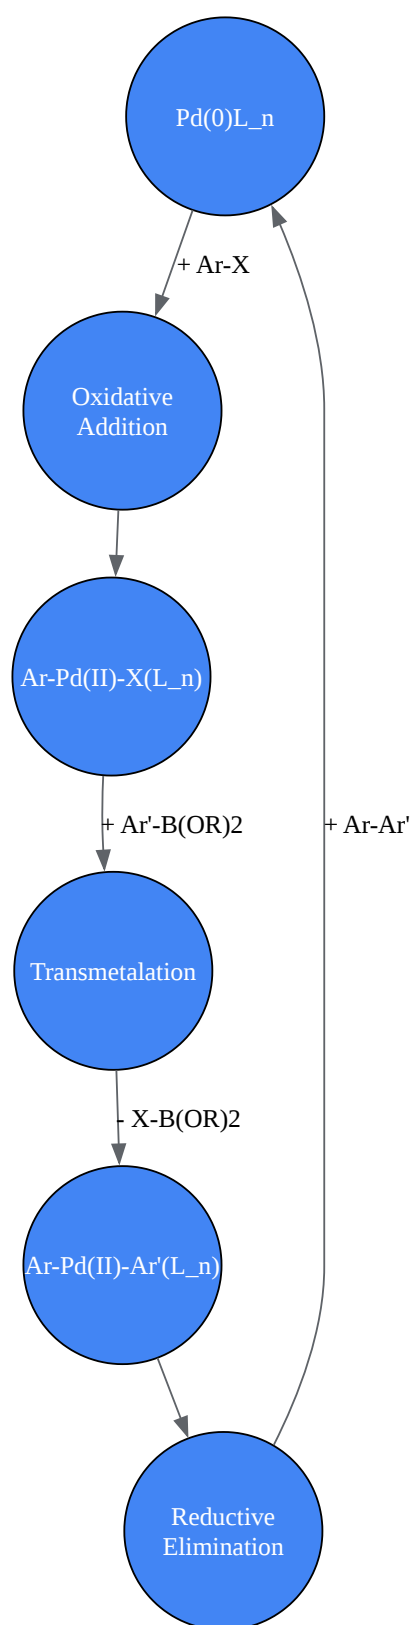 Pd(0)L_n
+ Ar-X
Oxidative
Addition
Ar-Pd(II)-X(L_n)
+ Ar'-B(OR)2
+ Ar-Ar'
Transmetalation
- X-B(OR)2
Ar-Pd(II)-Ar'(L_n)
Reductive
Elimination